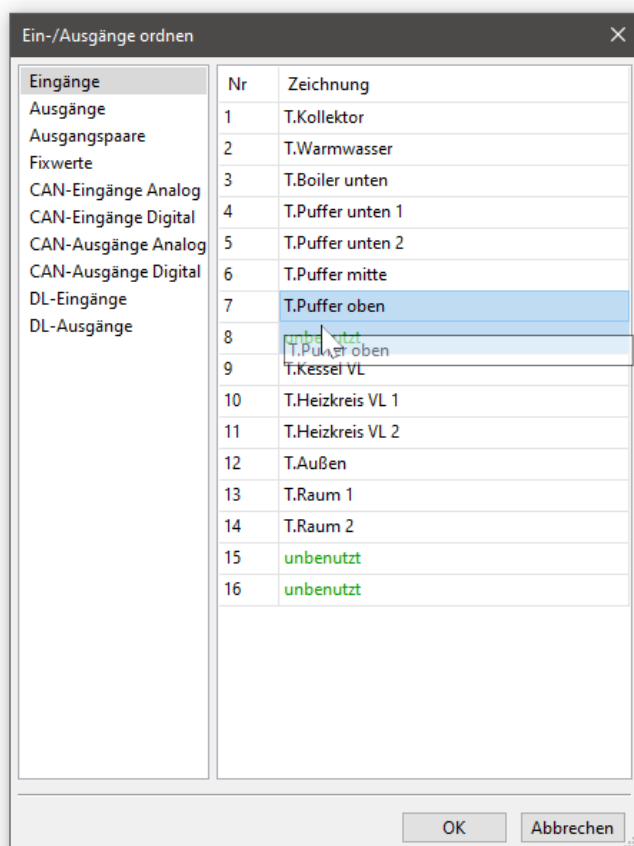 Ein-/Ausgänge ordnen
Eingänge
Ausgänge
Ausgangspaare
Fixwerte
CAN-Eingänge Analog
CAN-Eingänge Digital
CAN-Ausgänge Analog
CAN-Ausgänge Digital
DL-Eingänge
DL-Ausgänge
Nr Zeichnung
1 T.Kollektor
2 T.Warmwasser
3 T.Boiler unten
4 T.Puffer unten 1
5 T.Puffer unten 2
6 T.Puffer mitte
7 T.Puffer oben
8 unbenutzt
T.Puffer oben
9 T.Kessel VL
10 T.Heizkreis VL 1
11 T.Heizkreis VL 2
12 T.Außen
13 T.Raum 1
14 T.Raum 2
15 unbenutzt
16 unbenutzt
OK Abbrechen